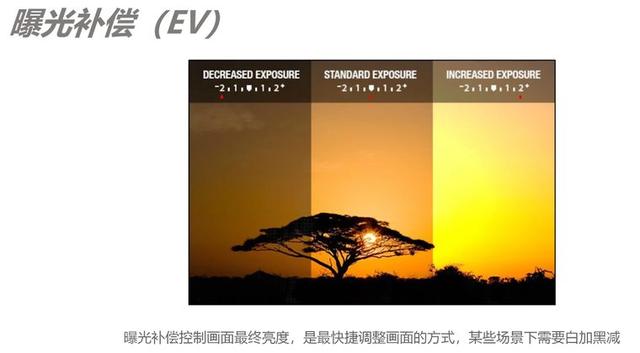 曝光补偿（EV）
DECREASED EXPOSURE STANDARD EXPOSURE INCREASED EXPOSURE
-2 1 1 2+ -2 1 1 2+ -2 1 1 2+
曝光补偿控制画面最终亮度，是最快捷调整画面的方式，某些场景下需要白加黑减